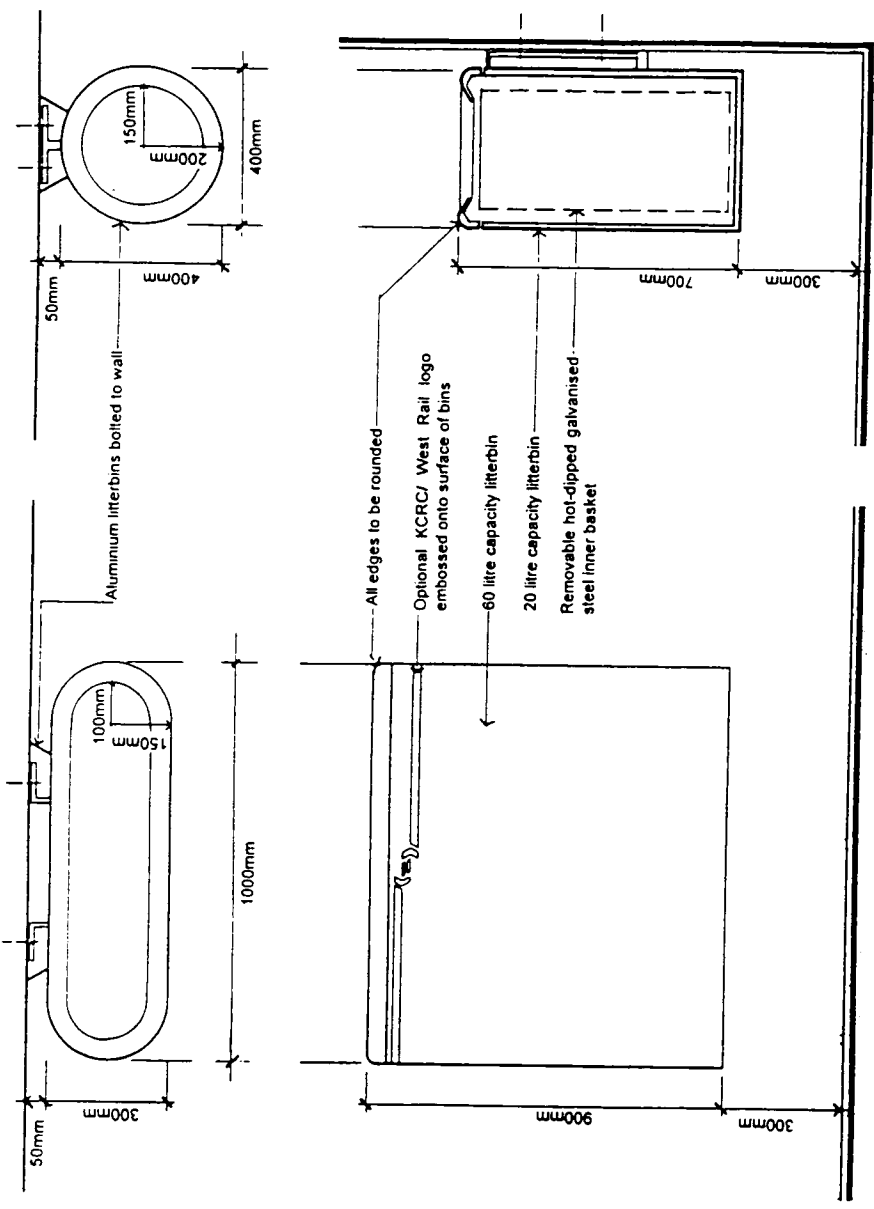 50mm
300mm
100mm
150mm
1000mm
Aluminium litterbins bolted to wall
50mm
400mm
150mm
200mm
400mm
900mm
300mm
All edges to be rounded
Optional KCRC/ West Rail logo
embossed onto surface of bins
60 litre capacity litterbin
20 litre capacity litterbin
Removable hot-dipped galvanised
steel inner basket
700mm
300mm